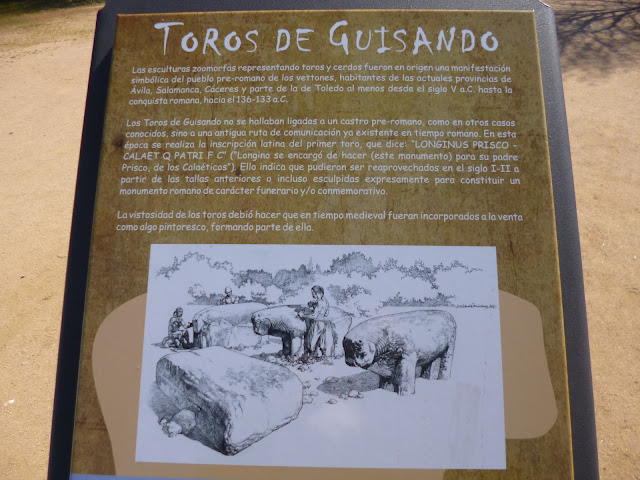 TOROS DE GUISANDO
Las esculturas zoomorfas representando toros y cerdos fueron en origen una manifestación
simbólica del pueblo pre-romano de los vettones, habitantes de las actuales provincias de
Ávila, Salamanca, Cáceres y parte de la de Toledo al menos desde el siglo V a.C. hasta la
conquista romana, hacia el 136-133 a.C.
Los Toros de Guisando no se hallaban ligados a un castro pre-romano, como en otros casos
conocidos, sino a una antigua ruta de comunicación ya existente en tiempo romano. En esta
época se realiza la inscripción latina del primer toro, que dice: "LONGINUS PRISCO -
CALAET Q PATRI F C" ("Longino se encargó de hacer (este monumento) para su padre
Prisco, de los Calaéticos"). Ello indica que pudieron ser reaprovechados en el siglo I-II a
partir de las tallas anteriores o incluso esculpidas expresamente para constituir un
monumento romano de carácter funerario y/o conmemorativo.
La vistosidad de los toros debió hacer que en tiempo medieval fueran incorporados a la venta
como algo pintoresco, formando parte de ella.